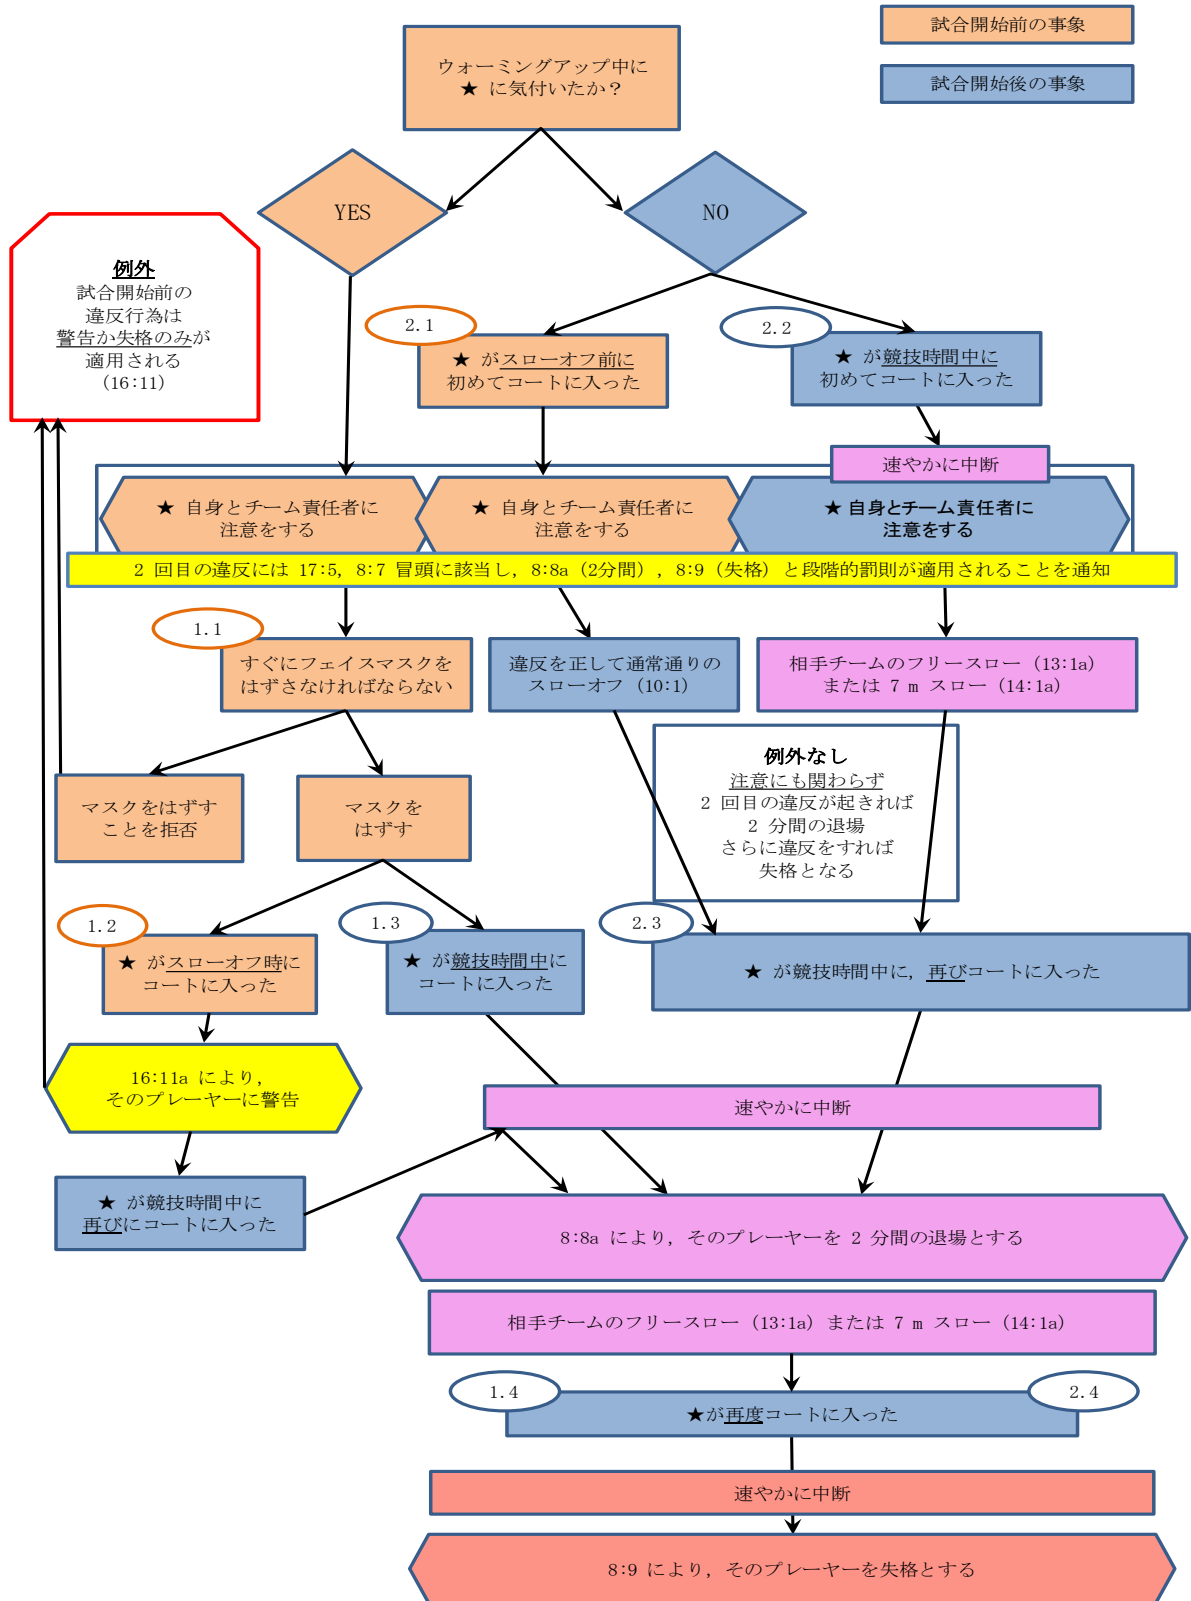 試合開始前の事象
試合開始後の事象
ウォーミングアップ中に
★ に気付いたか？
YES
NO
例外
試合開始前の
違反行為は
警告か失格のみが
適用される
(16:11)
2.1
★ がスローオフ前に
初めてコートに入った
2.2
★ が競技時間中に
初めてコートに入った
速やかに中断
★ 自身とチーム責任者に
注意をする
★ 自身とチーム責任者に
注意をする
★ 自身とチーム責任者に
注意をする
2 回目の違反には 17:5, 8:7 冒頭に該当し, 8:8a (2分間), 8:9 (失格) と段階的罰則が適用されることを通知
1.1
すぐにフェイスマスクを
はずさなければならない
違反を正して通常通りの
スローオフ (10:1)
相手チームのフリースロー (13:1a)
または 7 m スロー (14:1a)
例外なし
注意にも関わらず
2 回目の違反が起きれば
2 分間の退場
さらに違反をすれば
失格となる
マスクをはずす
ことを拒否
マスクを
はずす
1.2
★ がスローオフ時に
コートに入った
1.3
★ が競技時間中に
コートに入った
2.3
★ が競技時間中に, 再びコートに入った
16:11a により,
そのプレーヤーに警告
速やかに中断
★ が競技時間中に
再びにコートに入った
8:8a により, そのプレーヤーを 2 分間の退場とする
相手チームのフリースロー (13:1a) または 7 m スロー (14:1a)
1.4
2.4
★が再度コートに入った
速やかに中断
8:9 により, そのプレーヤーを失格とする